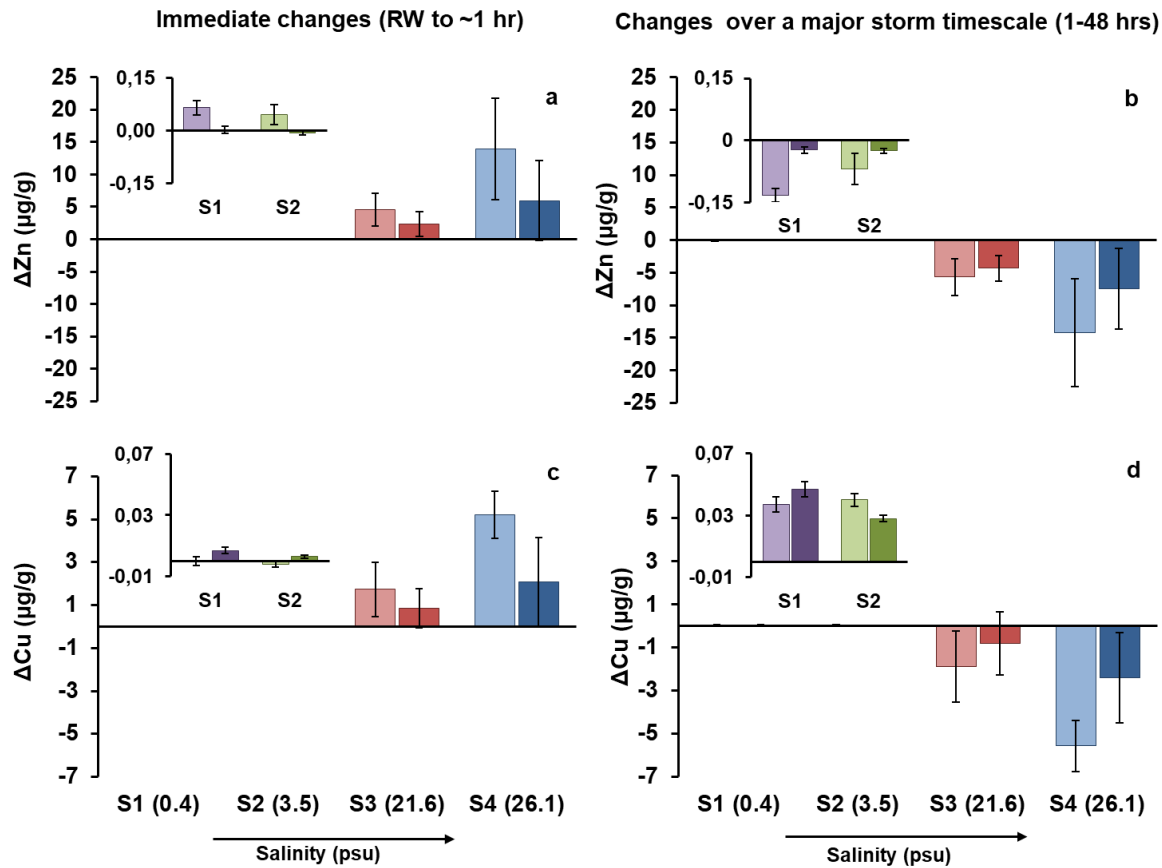 Immediate changes (RW to ~1 hr)
Changes over a major storm timescale (1-48 hrs)
a
ΔZn (µg/g)
25
20
15
10
5
0
-5
-10
-15
-20
-25
0,15
0,00
-0,15
S1 S2
b
ΔZn (µg/g)
25
20
15
10
5
0
-5
-10
-15
-20
-25
0,15
0
-0,15
S1 S2
c
ΔCu (µg/g)
7
5
3
1
-1
-3
-5
-7
0,07
0,03
-0,01
S1 S2
d
ΔCu (µg/g)
7
5
3
1
-1
-3
-5
-7
0,07
0,03
-0,01
S1 S2
S1 (0.4) S2 (3.5) S3 (21.6) S4 (26.1)
Salinity (psu)
S1 (0.4) S2 (3.5) S3 (21.6) S4 (26.1)
Salinity (psu)